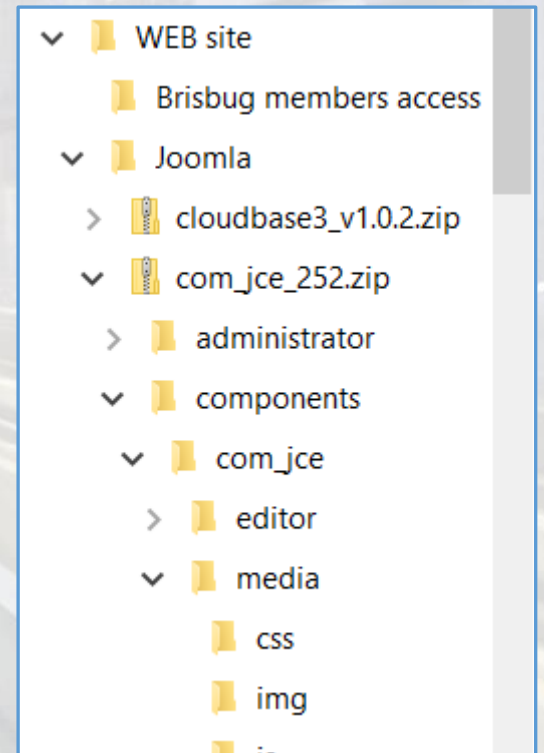 WEB site
Brisbug members access
Joomla
cloudbase3_v1.0.2.zip
com_jce_252.zip
administrator
components
com_jce
editor
media
css
img